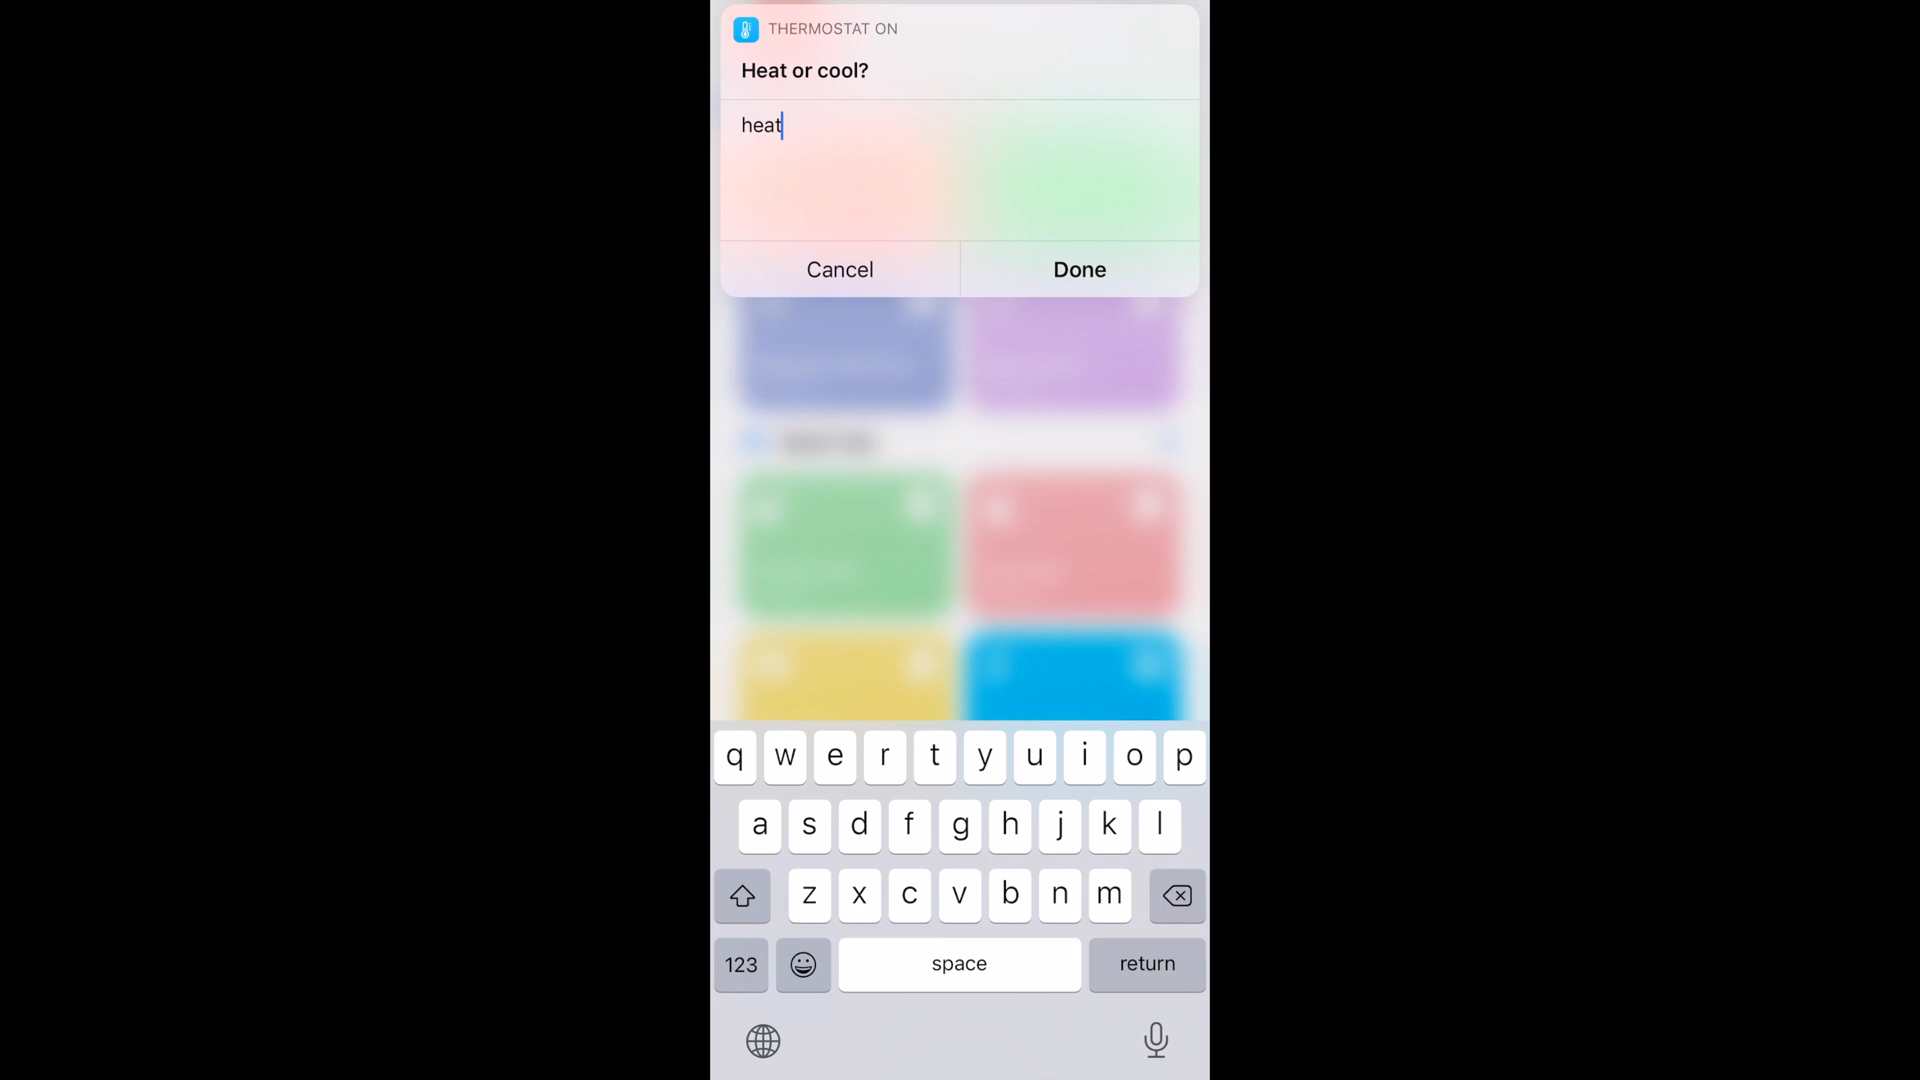 THERMOSTAT ON
Heat or cool?
heat
Cancel
Done
q w e r t y u i o p
a s d f g h j k l
z x c v b n m
123 space return